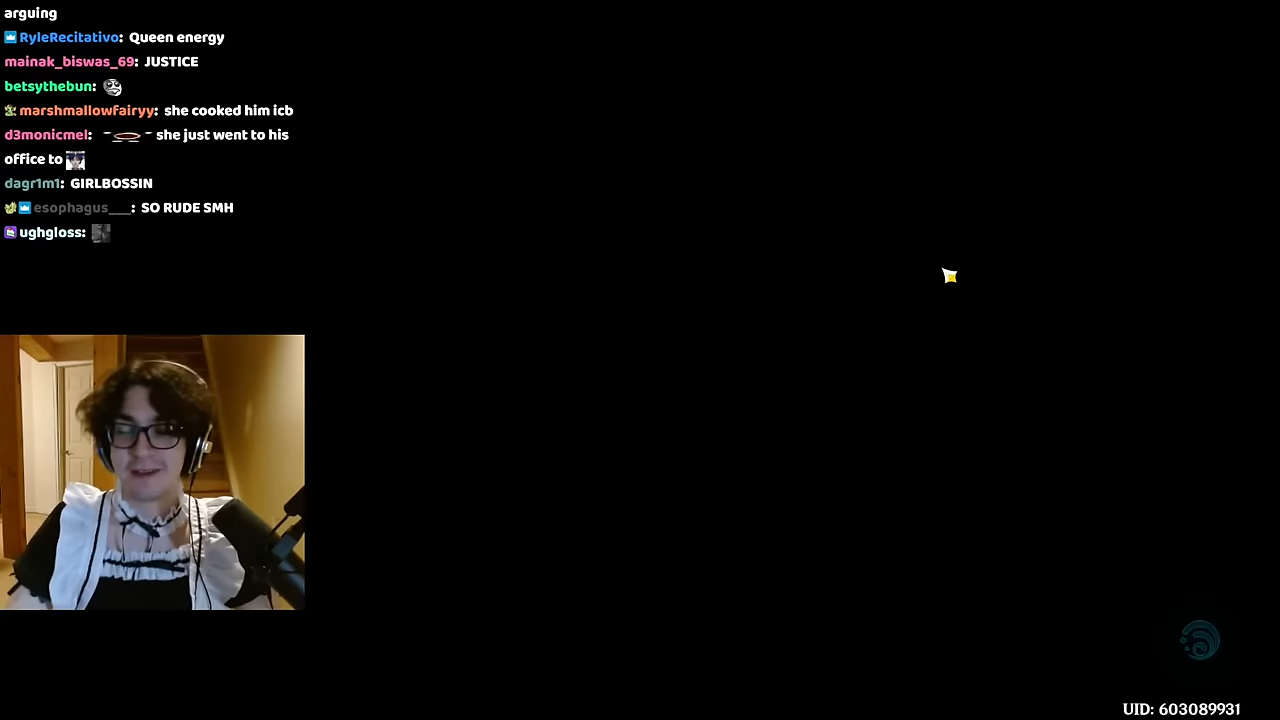 arguing
RyleRecitativo: Queen energy
mainak_biswas_69: JUSTICE
betsythebun:
marshmallowfairyy: she cooked him icb
d3monicmel: she just went to his
office to
dagr1m1: GIRLBOSSIN
esophagus___: SO RUDE SMH
ughgloss:
UID: 603089931